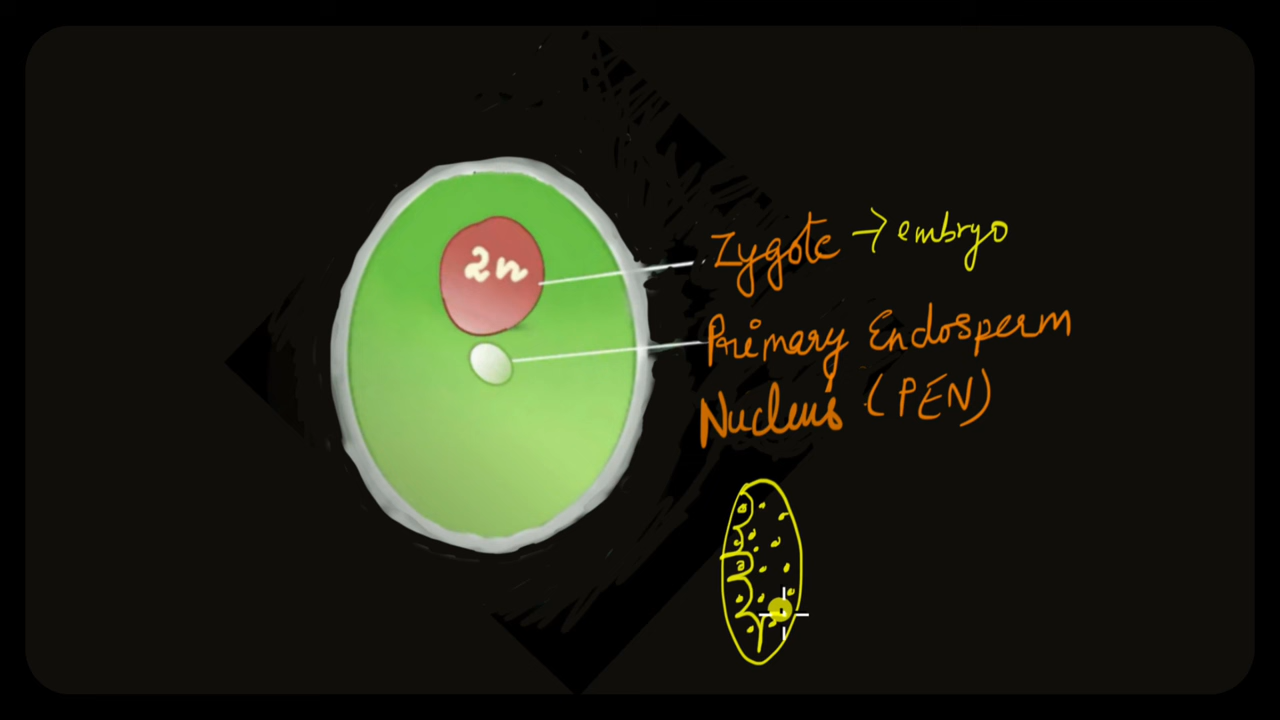 2n
Zygote → embryo
Primary Endosperm
Nucleus (PEN)